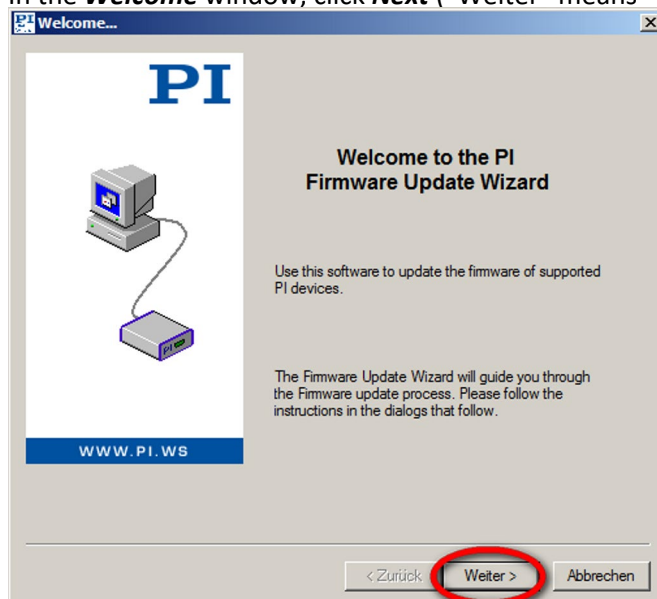 In the Welcome window, click Next ("Weiter" means
Welcome...
PI
Welcome to the PI
Firmware Update Wizard
Use this software to update the firmware of supported
PI devices.
PI
The Firmware Update Wizard will guide you through
the Firmware update process. Please follow the
instructions in the dialogs that follow.
WWW.PI.WS
< Zurück
Weiter >
Abbrechen